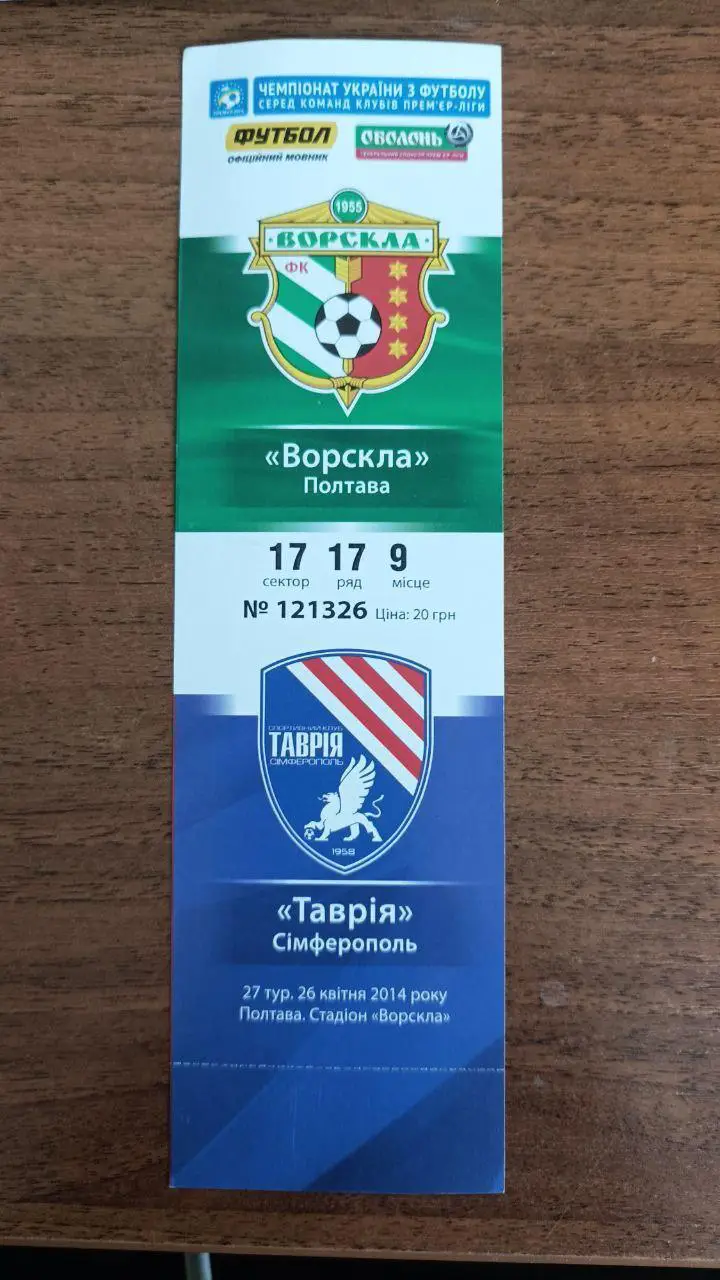 ЧЕМПІОНАТ УКРАЇНИ З ФУТБОЛУ
СЕРЕД КОМАНД КЛУБІВ ПРЕМ'ЄР-ЛІГИ
ФУТБОЛ
ОФІЦІЙНИЙ МОВНИК
ОБОЛОНЬ
1955
ВОРСКЛА
ФК
«Ворскла»
Полтава
17 17 9
сектор ряд місце
№ 121326 Ціна: 20 грн
СПОРТИВНИЙ КЛУБ
ТАВРІЯ
СІМФЕРОПОЛЬ
1958
«Таврія»
Сімферополь
27 тур. 26 квітня 2014 року
Полтава. Стадіон «Ворскла»